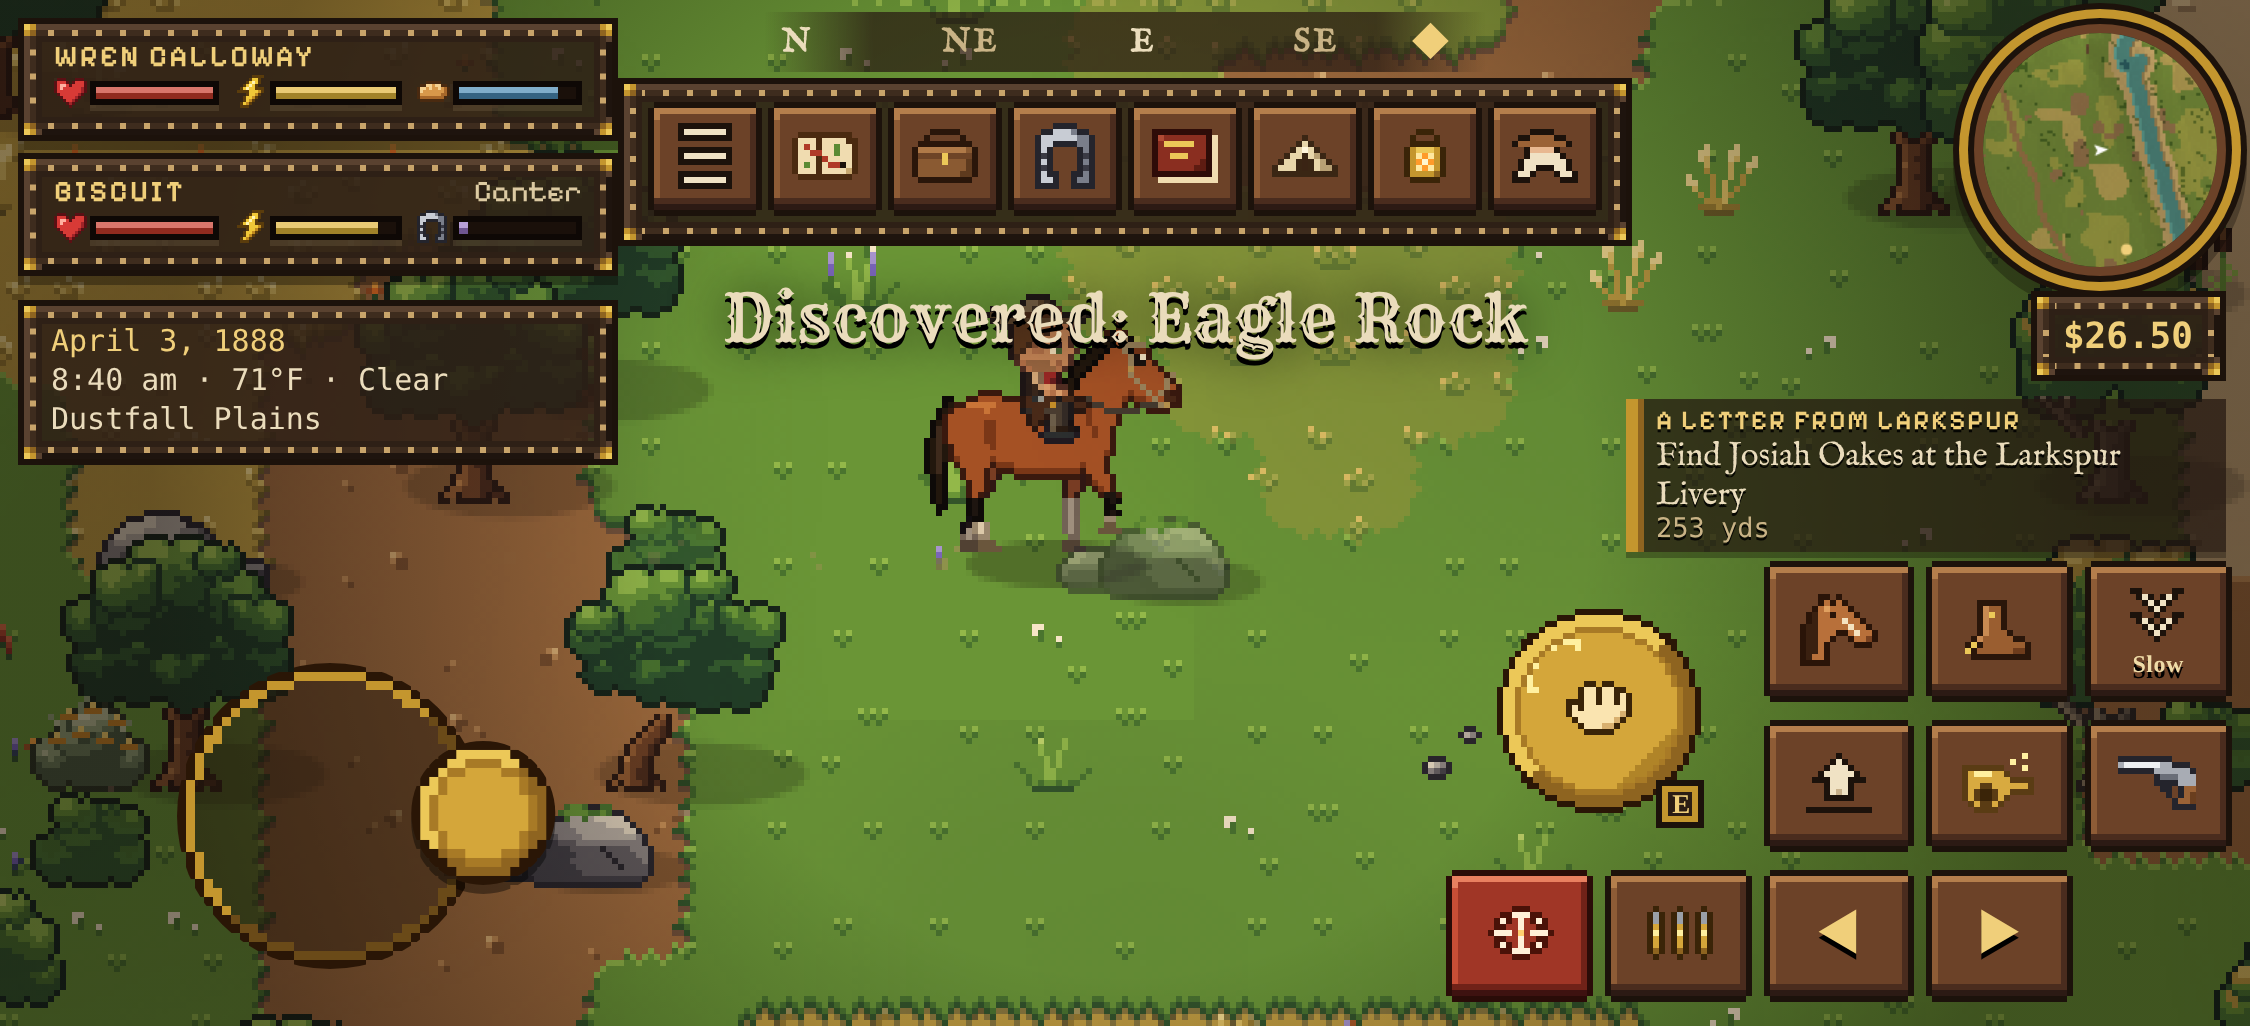 WREN CALLOWAY
BISCUIT Canter
April 3, 1888
8:40 am · 71°F · Clear
Dustfall Plains
N NE E SE
Discovered: Eagle Rock
$26.50
A LETTER FROM LARKSPUR
Find Josiah Oakes at the Larkspur
Livery
253 yds
Slow
E